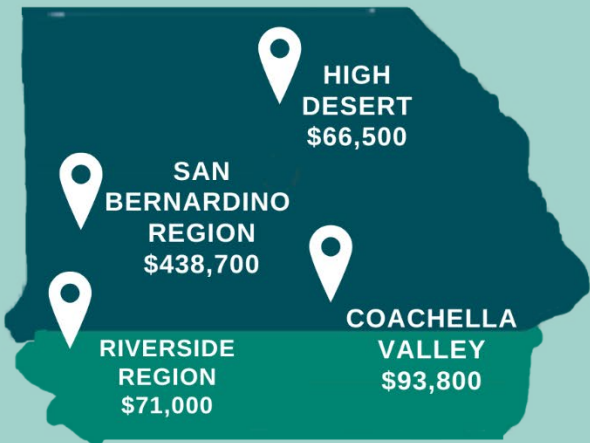 HIGH
DESERT
$66,500
SAN
BERNARDINO
REGION
$438,700
COACHELLA
VALLEY
$93,800
RIVERSIDE
REGION
$71,000